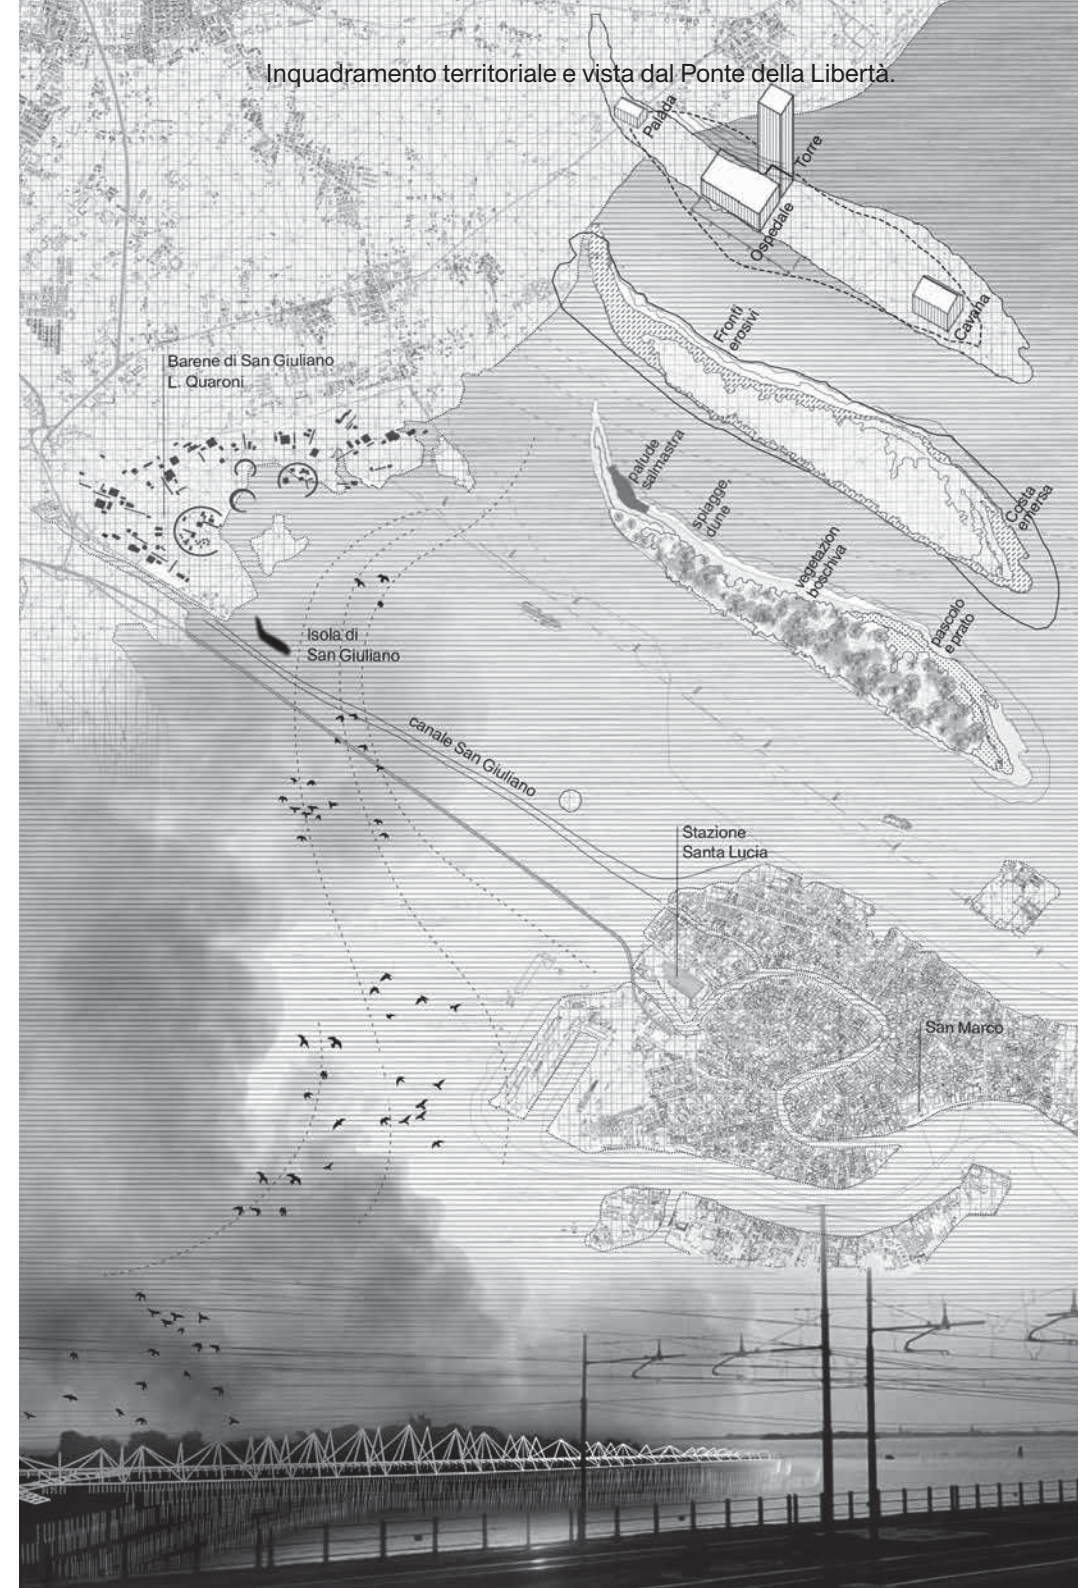 Inquadramento territoriale e vista dal Ponte della Libertà.
Palada
Torre
Ospedale
Cavana
Fronti
erosivi
Barene di San Giuliano
L. Quaroni
palude
salmastra
spiagge,
dune
Costa
emersa
vegetazion
boschiva
pascolo
e prato
Isola di
San Giuliano
canale San Giuliano
Stazione
Santa Lucia
San Marco